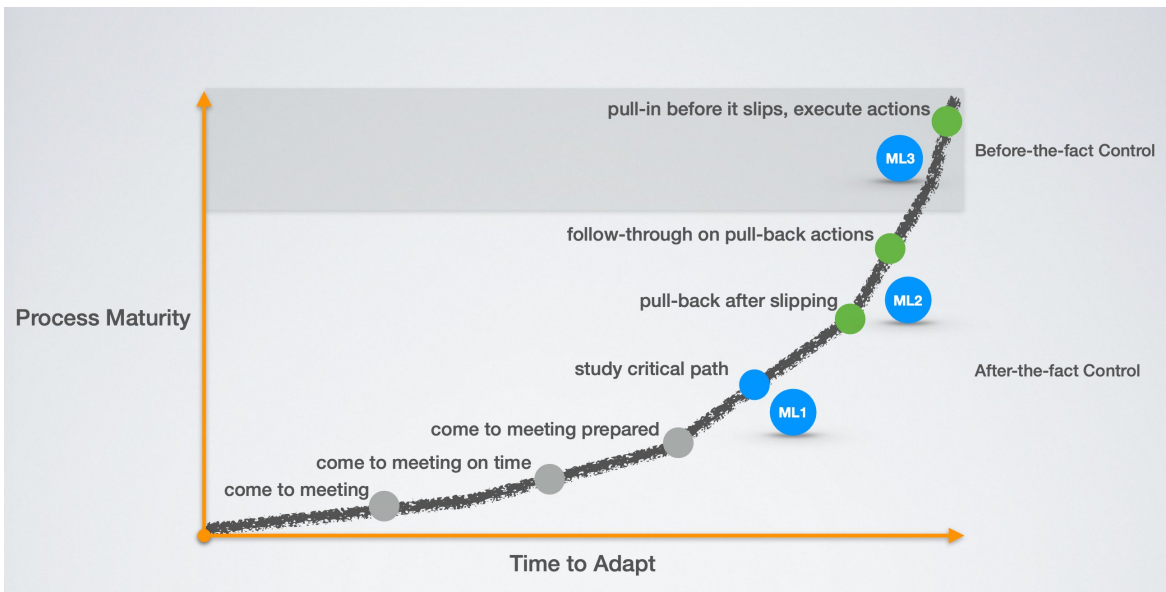 pull-in before it slips, execute actions
ML3
Before-the-fact Control
follow-through on pull-back actions
pull-back after slipping
ML2
Process Maturity
study critical path
After-the-fact Control
ML1
come to meeting prepared
come to meeting on time
come to meeting
Time to Adapt